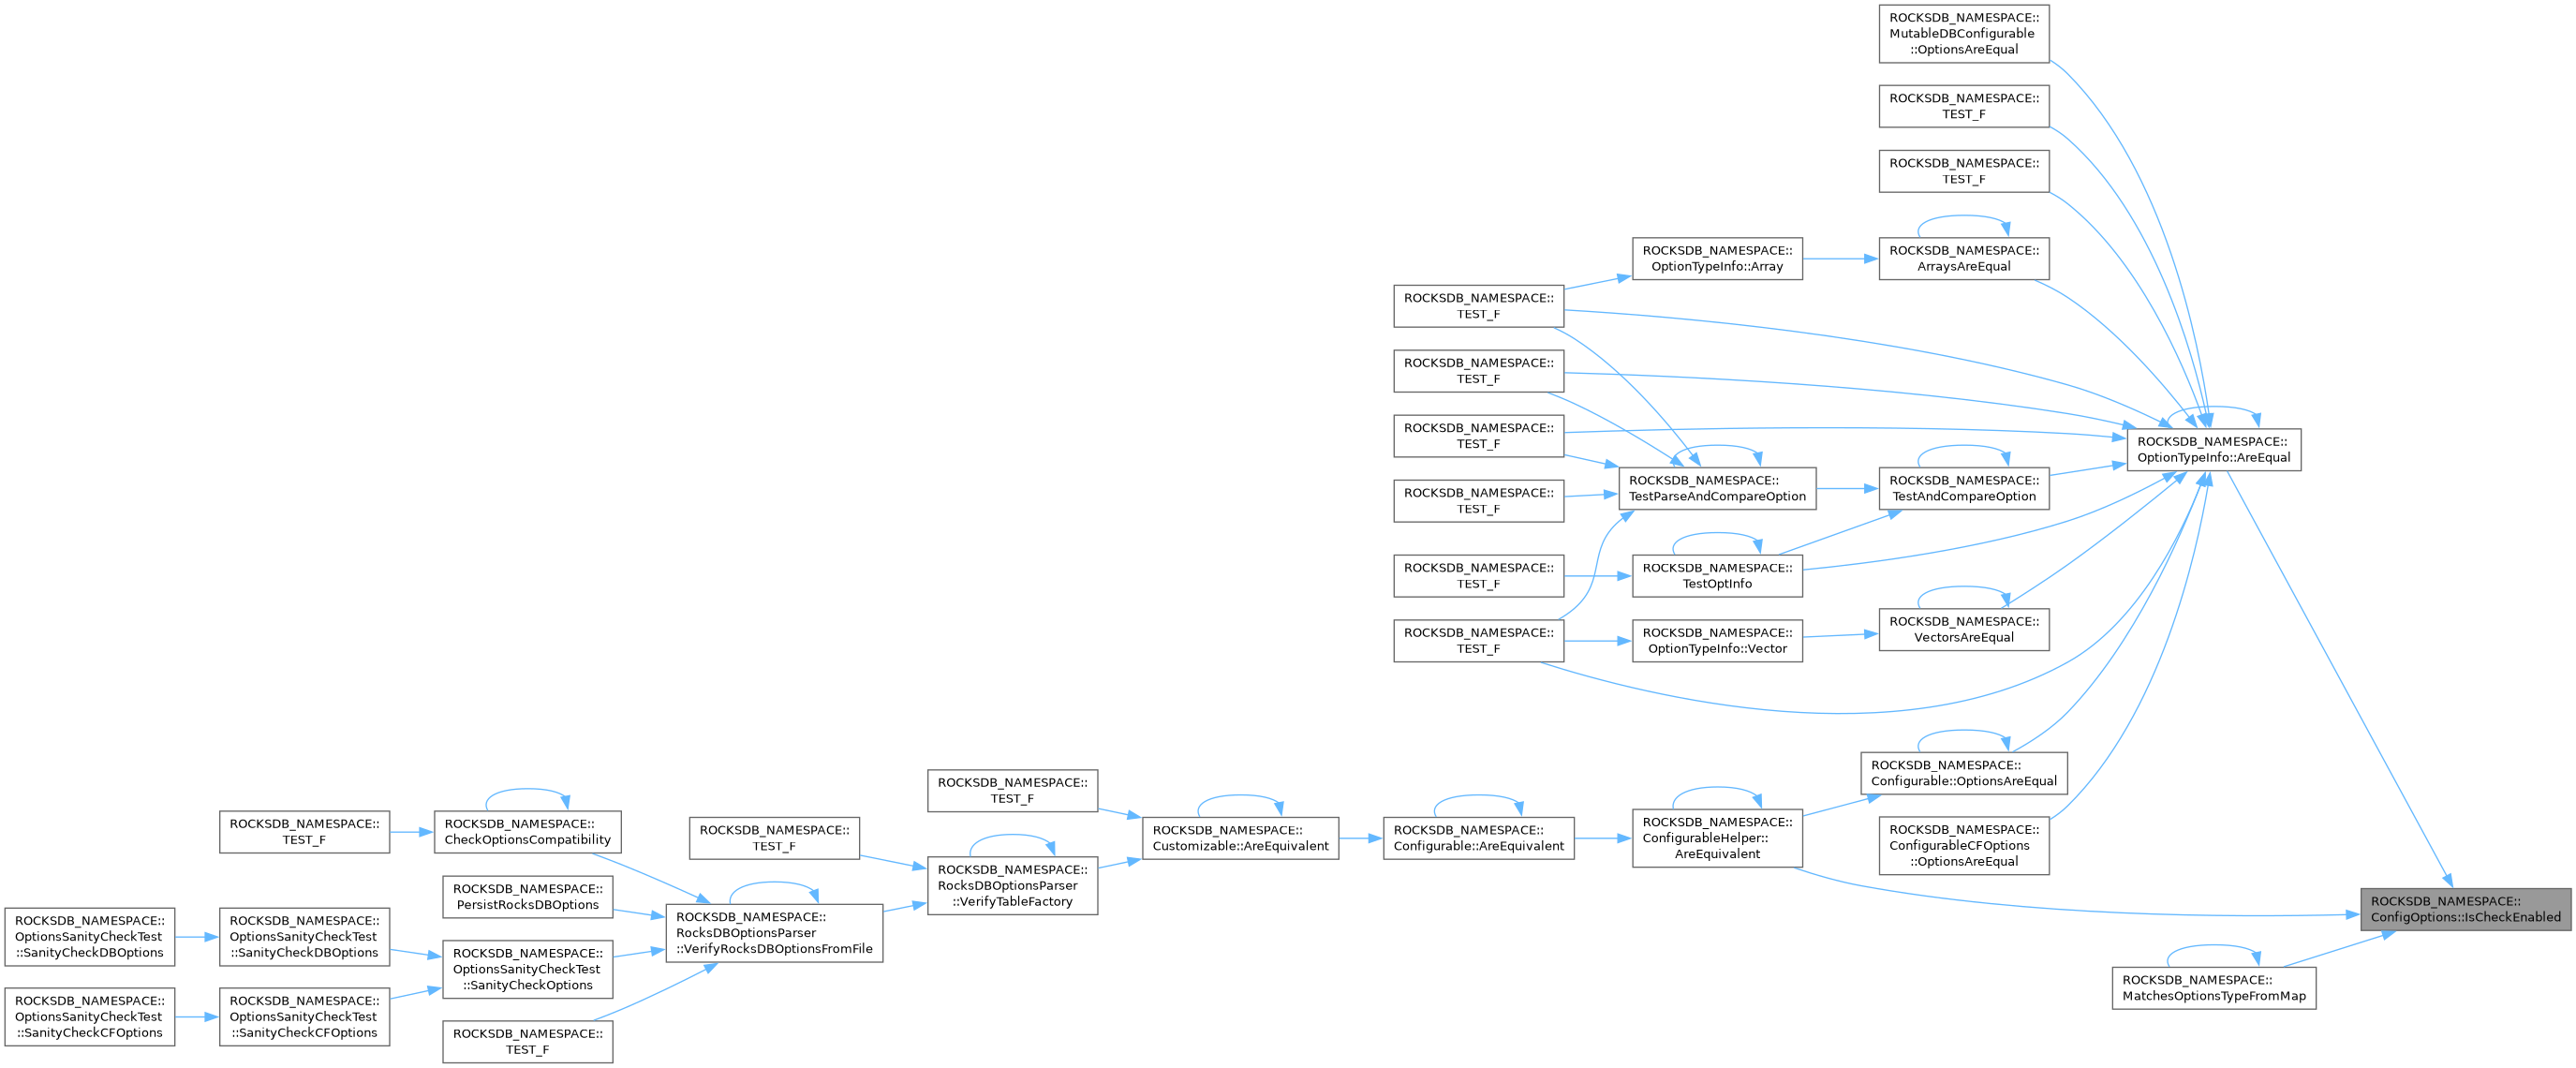 ROCKSDB_NAMESPACE::
MutableDBConfigurable
::OptionsAreEqual
ROCKSDB_NAMESPACE::
TEST_F
ROCKSDB_NAMESPACE::
TEST_F
ROCKSDB_NAMESPACE::
OptionTypeInfo::Array
ROCKSDB_NAMESPACE::
ArraysAreEqual
ROCKSDB_NAMESPACE::
TEST_F
ROCKSDB_NAMESPACE::
TEST_F
ROCKSDB_NAMESPACE::
TEST_F
ROCKSDB_NAMESPACE::
OptionTypeInfo::AreEqual
ROCKSDB_NAMESPACE::
TEST_F
ROCKSDB_NAMESPACE::
TestParseAndCompareOption
ROCKSDB_NAMESPACE::
TestAndCompareOption
ROCKSDB_NAMESPACE::
TEST_F
ROCKSDB_NAMESPACE::
TestOptInfo
ROCKSDB_NAMESPACE::
TEST_F
ROCKSDB_NAMESPACE::
OptionTypeInfo::Vector
ROCKSDB_NAMESPACE::
VectorsAreEqual
ROCKSDB_NAMESPACE::
Configurable::OptionsAreEqual
ROCKSDB_NAMESPACE::
TEST_F
ROCKSDB_NAMESPACE::
TEST_F
ROCKSDB_NAMESPACE::
CheckOptionsCompatibility
ROCKSDB_NAMESPACE::
TEST_F
ROCKSDB_NAMESPACE::
Customizable::AreEquivalent
ROCKSDB_NAMESPACE::
Configurable::AreEquivalent
ROCKSDB_NAMESPACE::
ConfigurableHelper::
AreEquivalent
ROCKSDB_NAMESPACE::
ConfigurableCFOptions
::OptionsAreEqual
ROCKSDB_NAMESPACE::
RocksDBOptionsParser
::VerifyTableFactory
ROCKSDB_NAMESPACE::
PersistRocksDBOptions
ROCKSDB_NAMESPACE::
RocksDBOptionsParser
::VerifyRocksDBOptionsFromFile
ROCKSDB_NAMESPACE::
ConfigOptions::IsCheckEnabled
ROCKSDB_NAMESPACE::
OptionsSanityCheckTest
::SanityCheckDBOptions
ROCKSDB_NAMESPACE::
OptionsSanityCheckTest
::SanityCheckDBOptions
ROCKSDB_NAMESPACE::
OptionsSanityCheckTest
::SanityCheckOptions
ROCKSDB_NAMESPACE::
MatchesOptionsTypeFromMap
ROCKSDB_NAMESPACE::
OptionsSanityCheckTest
::SanityCheckCFOptions
ROCKSDB_NAMESPACE::
OptionsSanityCheckTest
::SanityCheckCFOptions
ROCKSDB_NAMESPACE::
TEST_F